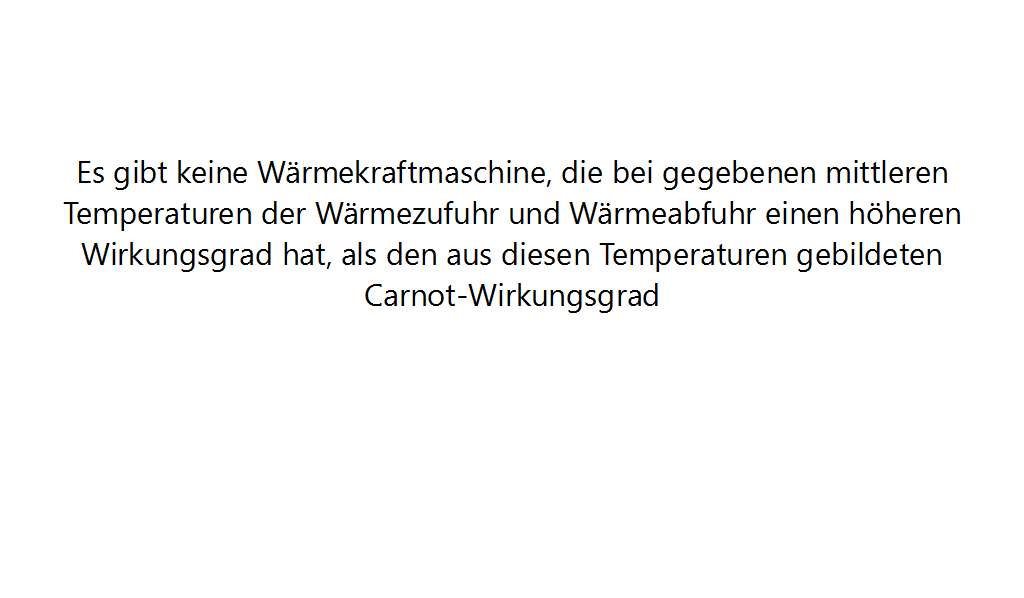 Es gibt keine Wärmekraftmaschine, die bei gegebenen mittleren
Temperaturen der Wärmezufuhr und Wärmeabfuhr einen höheren
Wirkungsgrad hat, als den aus diesen Temperaturen gebildeten
Carnot-Wirkungsgrad